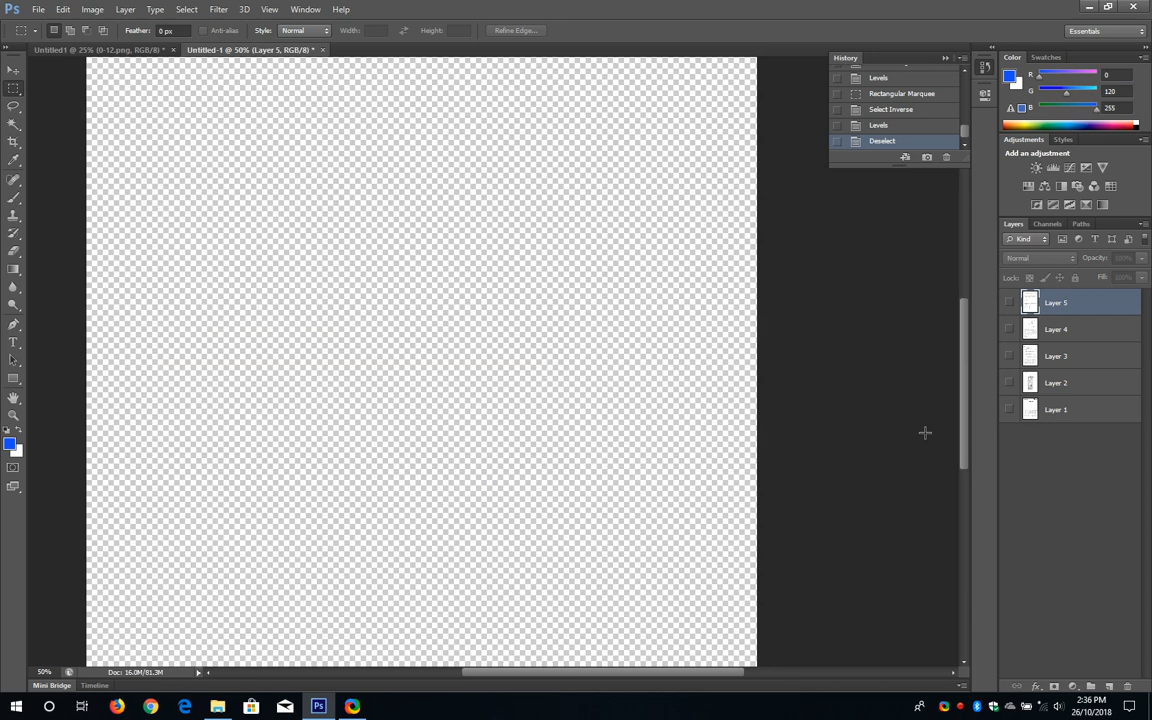 Ps File Edit Image Layer Type Select Filter 3D View Window Help
Feather: 0 px Anti-alias Style: Normal Width: Height: Refine Edge... Essentials
Untitled1 @ 25% (0-12.png, RGB/8) * × Untitled-1 @ 50% (Layer 5, RGB/8) * ×
History
Levels
Rectangular Marquee
Select Inverse
Levels
Deselect
Color Swatches
R 0
G 120
B 255
Adjustments Styles
Add an adjustment
Layers Channels Paths
Kind
Normal Opacity: 100%
Lock: Fill: 100%
Layer 5
Layer 4
Layer 3
Layer 2
Layer 1
50% Doc: 16.0M/81.3M
Mini Bridge Timeline
Ps
2:36 PM
26/10/2018